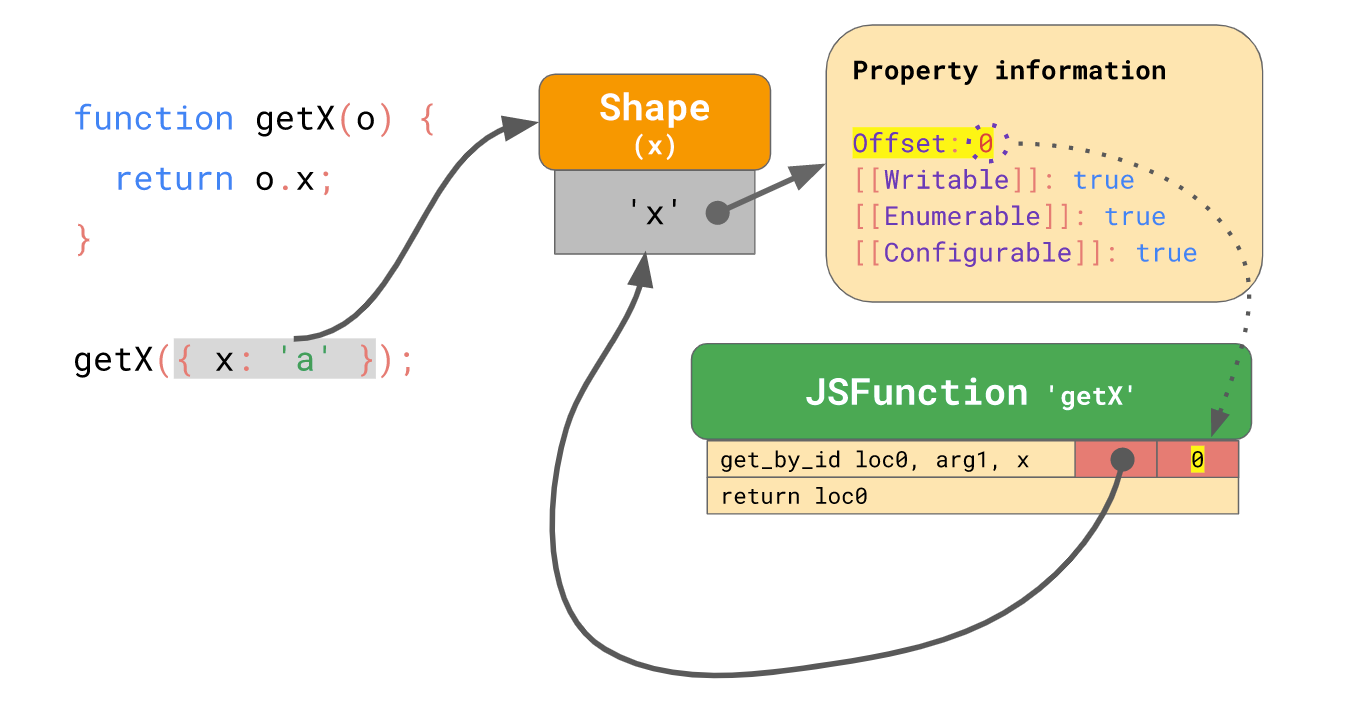 function getX(o) {
  return o.x;
}
getX({ x: 'a' });
Shape
(x)
'x'
Property information
Offset: 0
[[Writable]]: true
[[Enumerable]]: true
[[Configurable]]: true
JSFunction 'getX'
get_by_id loc0, arg1, x 0
return loc0